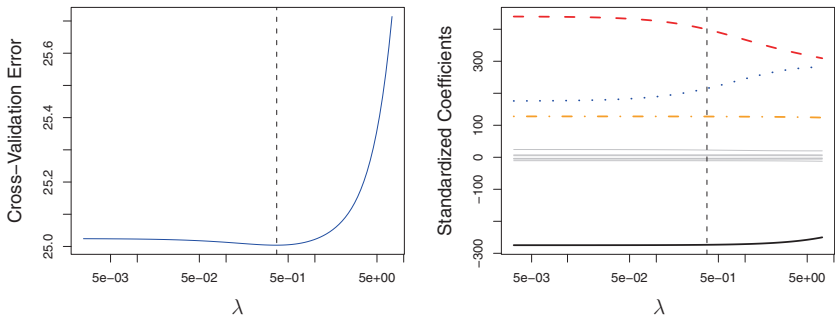 Cross−Validation Error
25.0 25.2 25.4 25.6
5e−03 5e−02 5e−01 5e+00
λ
Standardized Coefficients
−300 −100 0 100 300
5e−03 5e−02 5e−01 5e+00
λ